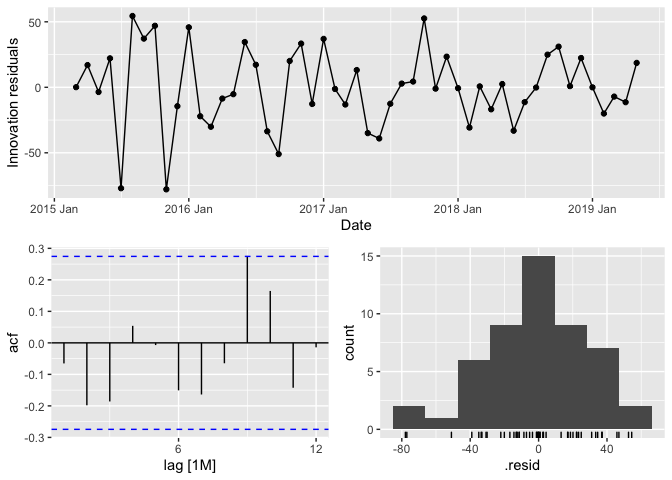 50
0
-50
Innovation residuals
2015 Jan 2016 Jan 2017 Jan 2018 Jan 2019 Jan
Date
0.3
0.2
0.1
0.0
-0.1
-0.2
-0.3
acf
6 12
lag [1M]
15
10
5
0
count
-80 -40 0 40
.resid